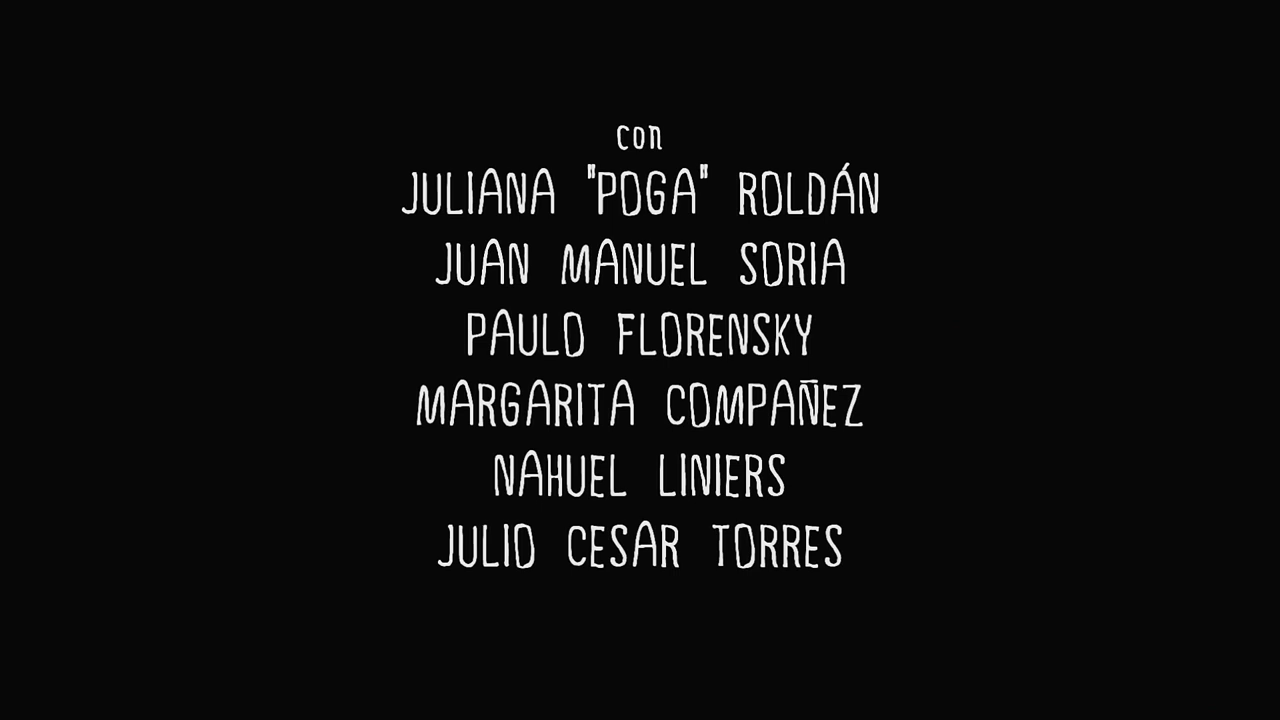 con
JULIANA "POGA" ROLDÁN
JUAN MANUEL SORIA
PAULO FLORENSKY
MARGARITA COMPAÑEZ
NAHUEL LINIERS
JULIO CESAR TORRES